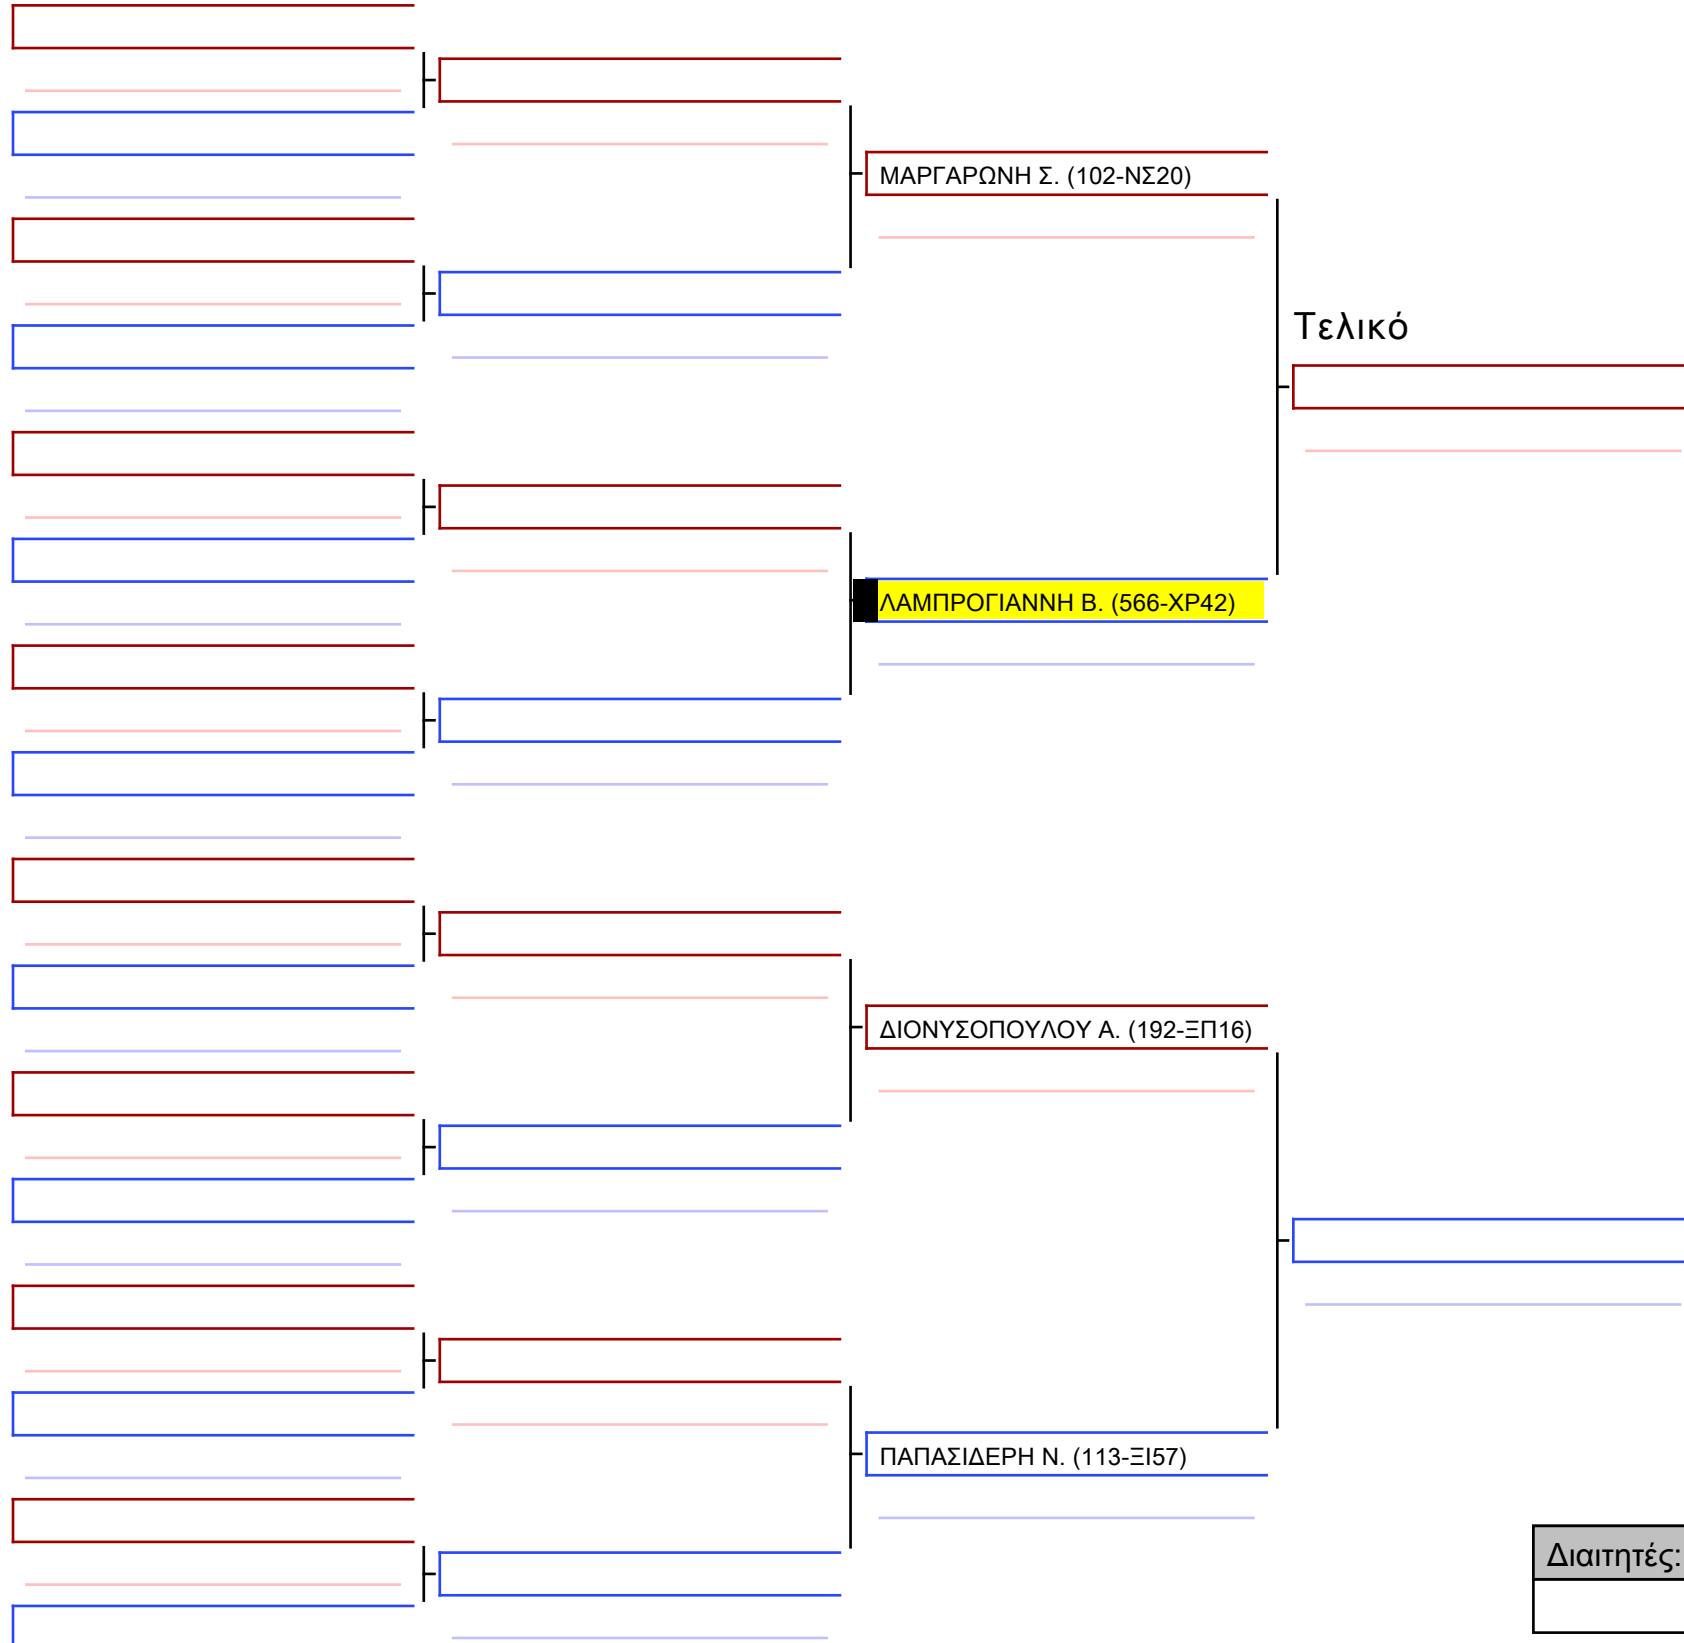 ΜΑΡΓΑΡΩΝΗ Σ. (102-ΝΣ20)
Τελικό
ΛΑΜΠΡΟΓΙΑΝΝΗ Β. (566-ΧΡ42)
ΔΙΟΝΥΣΟΠΟΥΛΟΥ Α. (192-ΞΠ16)
ΠΑΠΑΣΙΔΕΡΗ Ν. (113-ΞΙ57)
Διαιτητές: